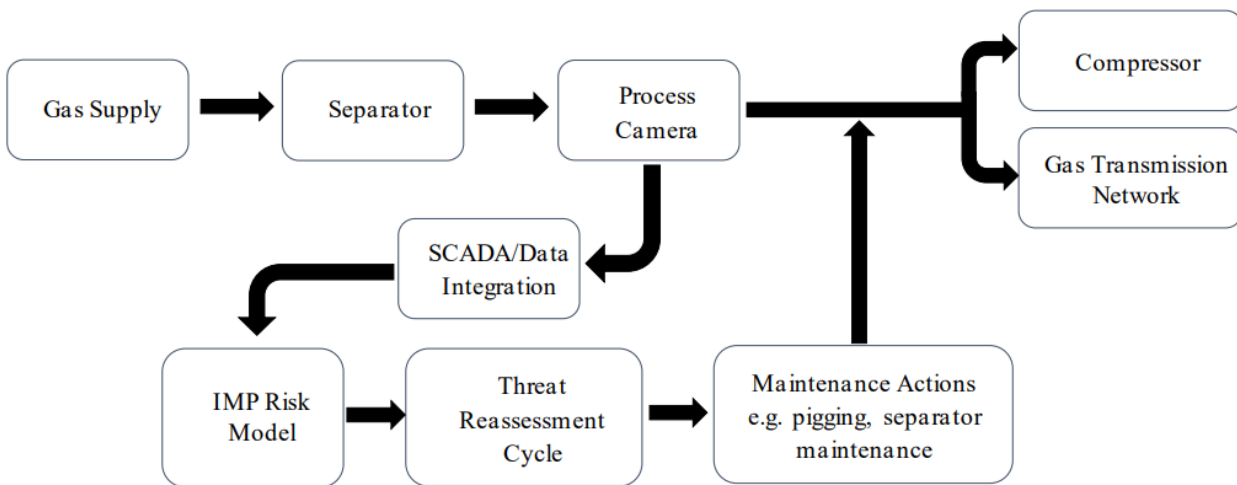 Gas Supply
Separator
Process
Camera
Compressor
Gas Transmission
Network
SCADA/Data
Integration
IMP Risk
Model
Threat
Reassessment
Cycle
Maintenance Actions
e.g. pigging, separator
maintenance